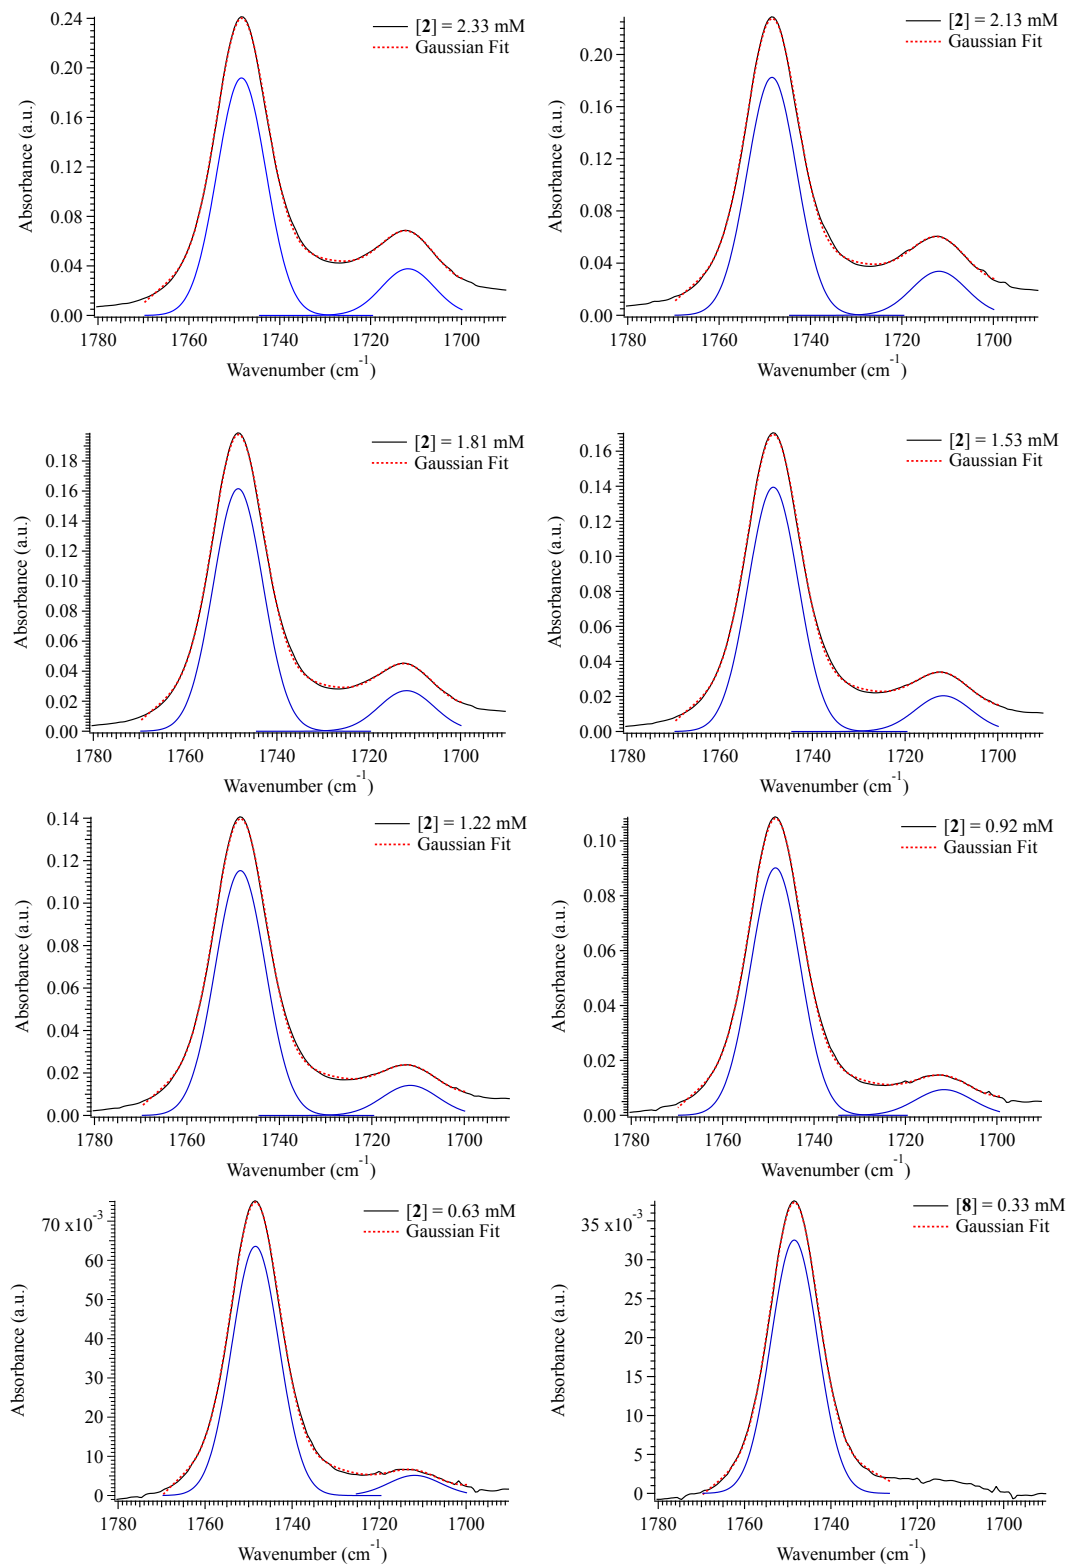 0.24
0.20
0.16
0.12
0.08
0.04
0.00
Absorbance (a.u.)
1780 1760 1740 1720 1700
Wavenumber (cm⁻¹)
[2] = 2.33 mM
Gaussian Fit
0.20
0.16
0.12
0.08
0.04
0.00
Absorbance (a.u.)
1780 1760 1740 1720 1700
Wavenumber (cm⁻¹)
[2] = 2.13 mM
Gaussian Fit
0.18
0.16
0.14
0.12
0.10
0.08
0.06
0.04
0.02
0.00
Absorbance (a.u.)
1780 1760 1740 1720 1700
Wavenumber (cm⁻¹)
[2] = 1.81 mM
Gaussian Fit
0.16
0.14
0.12
0.10
0.08
0.06
0.04
0.02
0.00
Absorbance (a.u.)
1780 1760 1740 1720 1700
Wavenumber (cm⁻¹)
[2] = 1.53 mM
Gaussian Fit
0.14
0.12
0.10
0.08
0.06
0.04
0.02
0.00
Absorbance (a.u.)
1780 1760 1740 1720 1700
Wavenumber (cm⁻¹)
[2] = 1.22 mM
Gaussian Fit
0.10
0.08
0.06
0.04
0.02
0.00
Absorbance (a.u.)
1780 1760 1740 1720 1700
Wavenumber (cm⁻¹)
[2] = 0.92 mM
Gaussian Fit
70 x10⁻³
60
50
40
30
20
10
0
Absorbance (a.u.)
1780 1760 1740 1720 1700
Wavenumber (cm⁻¹)
[2] = 0.63 mM
Gaussian Fit
35 x10⁻³
30
25
20
15
10
5
0
Absorbance (a.u.)
1780 1760 1740 1720 1700
Wavenumber (cm⁻¹)
[8] = 0.33 mM
Gaussian Fit